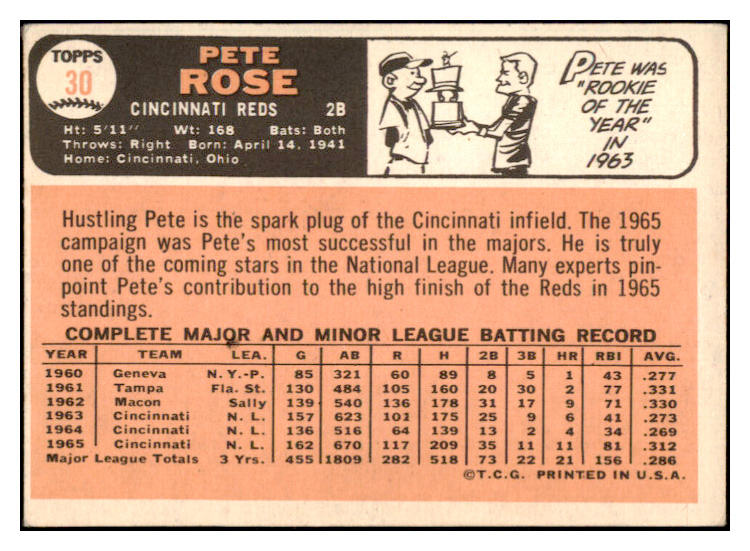 TOPPS
30
PETE
ROSE
CINCINNATI REDS 2B
Ht: 5'11" Wt: 168 Bats: Both
Throws: Right Born: April 14, 1941
Home: Cincinnati, Ohio
PETE WAS
"ROOKIE
OF THE
YEAR"
IN
1963
Hustling Pete is the spark plug of the Cincinnati infield. The 1965
campaign was Pete's most successful in the majors. He is truly
one of the coming stars in the National League. Many experts pin-
point Pete's contribution to the high finish of the Reds in 1965
standings.
COMPLETE MAJOR AND MINOR LEAGUE BATTING RECORD
YEAR TEAM LEA. G AB R H 2B 3B HR RBI AVG.
1960 Geneva N. Y.-P. 85 321 60 89 8 5 1 43 .277
1961 Tampa Fla. St. 130 484 105 160 20 30 2 77 .331
1962 Macon Sally 139 540 136 178 31 17 9 71 .330
1963 Cincinnati N. L. 157 623 101 175 25 9 6 41 .273
1964 Cincinnati N. L. 136 516 64 139 13 2 4 34 .269
1965 Cincinnati N. L. 162 670 117 209 35 11 11 81 .312
Major League Totals 3 Yrs. 455 1809 282 518 73 22 21 156 .286
©T.C.G. PRINTED IN U.S.A.